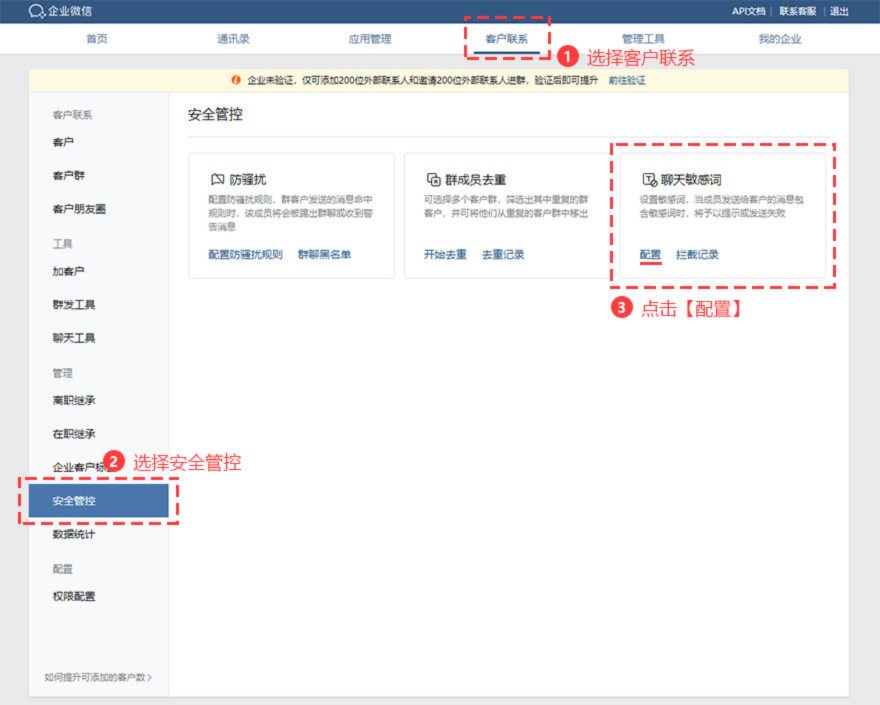 企业微信
API文档 | 联系客服 | 退出
首页 通讯录 应用管理 客户联系 管理工具 我的企业
1 选择客户联系
企业未验证，仅可添加200位外部联系人和邀请200位外部联系人进群，验证后即可提升 前往验证
客户联系
客户
客户群
客户朋友圈
工具
加客户
群发工具
聊天工具
管理
离职继承
在职继承
企业客户标
2 选择安全管控
安全管控
数据统计
配置
权限配置
如何提升可添加的客户数 >
安全管控
防骚扰
配置防骚扰规则，群客户发送的消息命中
规则时，该成员将会被踢出群聊或收到警
告消息
配置防骚扰规则 群聊黑名单
群成员去重
可选择多个客户群，筛选出其中重复的群
客户，并可将他们从重复的客户群中移出
开始去重 去重记录
聊天敏感词
设置敏感词，当成员发送给客户的消息包
含敏感词时，将予以提示或发送失败
配置 拦截记录
3 点击【配置】